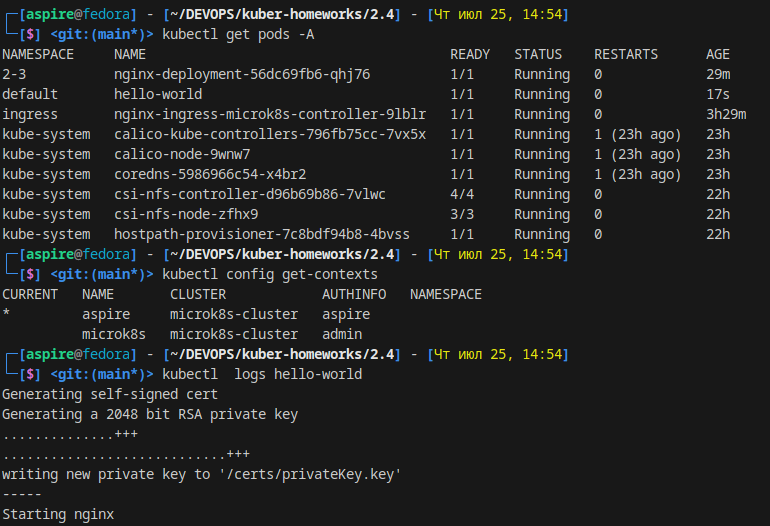 ┌─[aspire@fedora] - [~/DEVOPS/kuber-homeworks/2.4] - [Чт июл 25, 14:54]
└─[$] <git:(main*)> kubectl get pods -A
NAMESPACE     NAME                                      READY   STATUS    RESTARTS      AGE
2-3           nginx-deployment-56dc69fb6-qhj76          1/1     Running   0             29m
default       hello-world                               1/1     Running   0             17s
ingress       nginx-ingress-microk8s-controller-9lblr   1/1     Running   0             3h29m
kube-system   calico-kube-controllers-796fb75cc-7vx5x   1/1     Running   1 (23h ago)   23h
kube-system   calico-node-9wnw7                         1/1     Running   1 (23h ago)   23h
kube-system   coredns-5986966c54-x4br2                  1/1     Running   1 (23h ago)   23h
kube-system   csi-nfs-controller-d96b69b86-7vlwc        4/4     Running   0             22h
kube-system   csi-nfs-node-zfhx9                        3/3     Running   0             22h
kube-system   hostpath-provisioner-7c8bdf94b8-4bvss     1/1     Running   0             22h
┌─[aspire@fedora] - [~/DEVOPS/kuber-homeworks/2.4] - [Чт июл 25, 14:54]
└─[$] <git:(main*)> kubectl config get-contexts
CURRENT   NAME       CLUSTER            AUTHINFO   NAMESPACE
*         aspire     microk8s-cluster   aspire
          microk8s   microk8s-cluster   admin
┌─[aspire@fedora] - [~/DEVOPS/kuber-homeworks/2.4] - [Чт июл 25, 14:54]
└─[$] <git:(main*)> kubectl  logs hello-world
Generating self-signed cert
Generating a 2048 bit RSA private key
..............+++
............................+++
writing new private key to '/certs/privateKey.key'
-----
Starting nginx